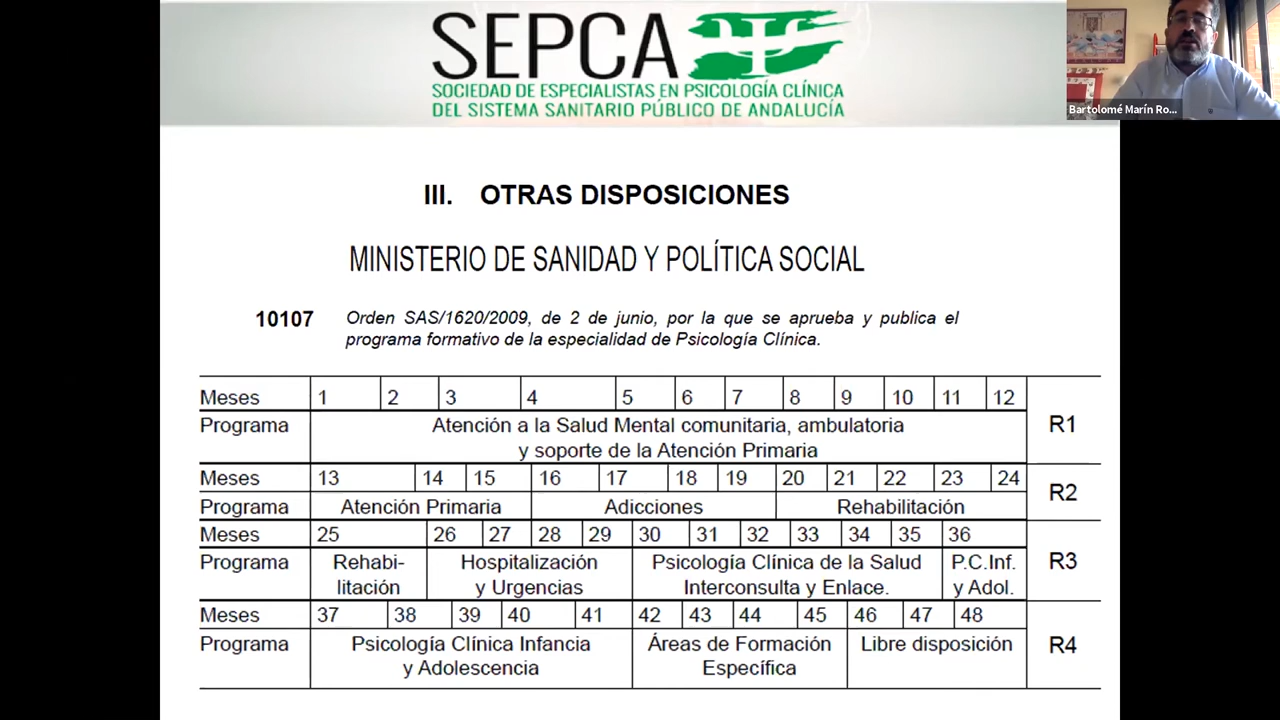 SEPCA
SOCIEDAD DE ESPECIALISTAS EN PSICOLOGÍA CLÍNICA
DEL SISTEMA SANITARIO PÚBLICO DE ANDALUCÍA
Bartolomé Marín Ro...
III. OTRAS DISPOSICIONES
MINISTERIO DE SANIDAD Y POLÍTICA SOCIAL
10107 Orden SAS/1620/2009, de 2 de junio, por la que se aprueba y publica el
programa formativo de la especialidad de Psicología Clínica.
Meses 1 2 3 4 5 6 7 8 9 10 11 12
Programa Atención a la Salud Mental comunitaria, ambulatoria R1
y soporte de la Atención Primaria
Meses 13 14 15 16 17 18 19 20 21 22 23 24
R2
Programa Atención Primaria Adicciones Rehabilitación
Meses 25 26 27 28 29 30 31 32 33 34 35 36
Programa Rehabi- Hospitalización Psicología Clínica de la Salud P.C.Inf. R3
litación y Urgencias Interconsulta y Enlace. y Adol.
Meses 37 38 39 40 41 42 43 44 45 46 47 48
Programa Psicología Clínica Infancia Áreas de Formación Libre disposición R4
y Adolescencia Específica